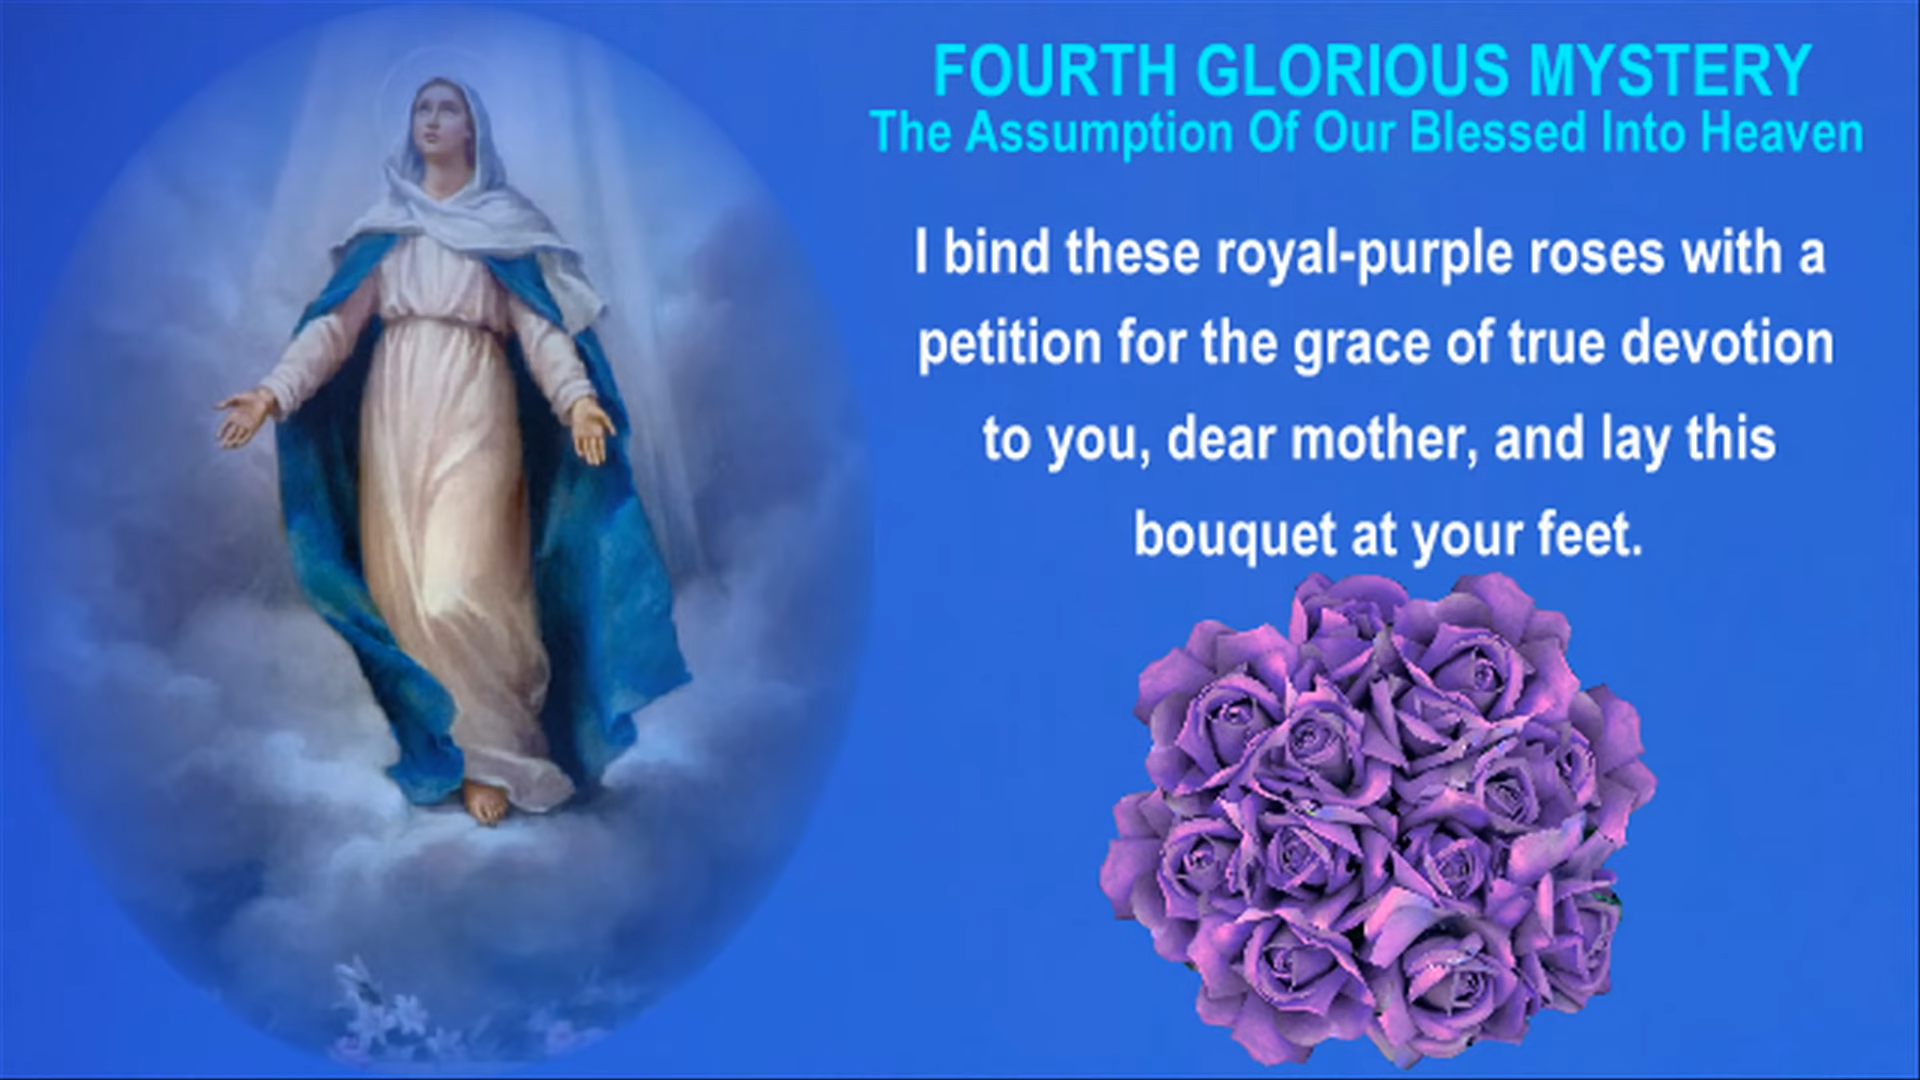 FOURTH GLORIOUS MYSTERY
The Assumption Of Our Blessed Into Heaven
I bind these royal-purple roses with a
petition for the grace of true devotion
to you, dear mother, and lay this
bouquet at your feet.